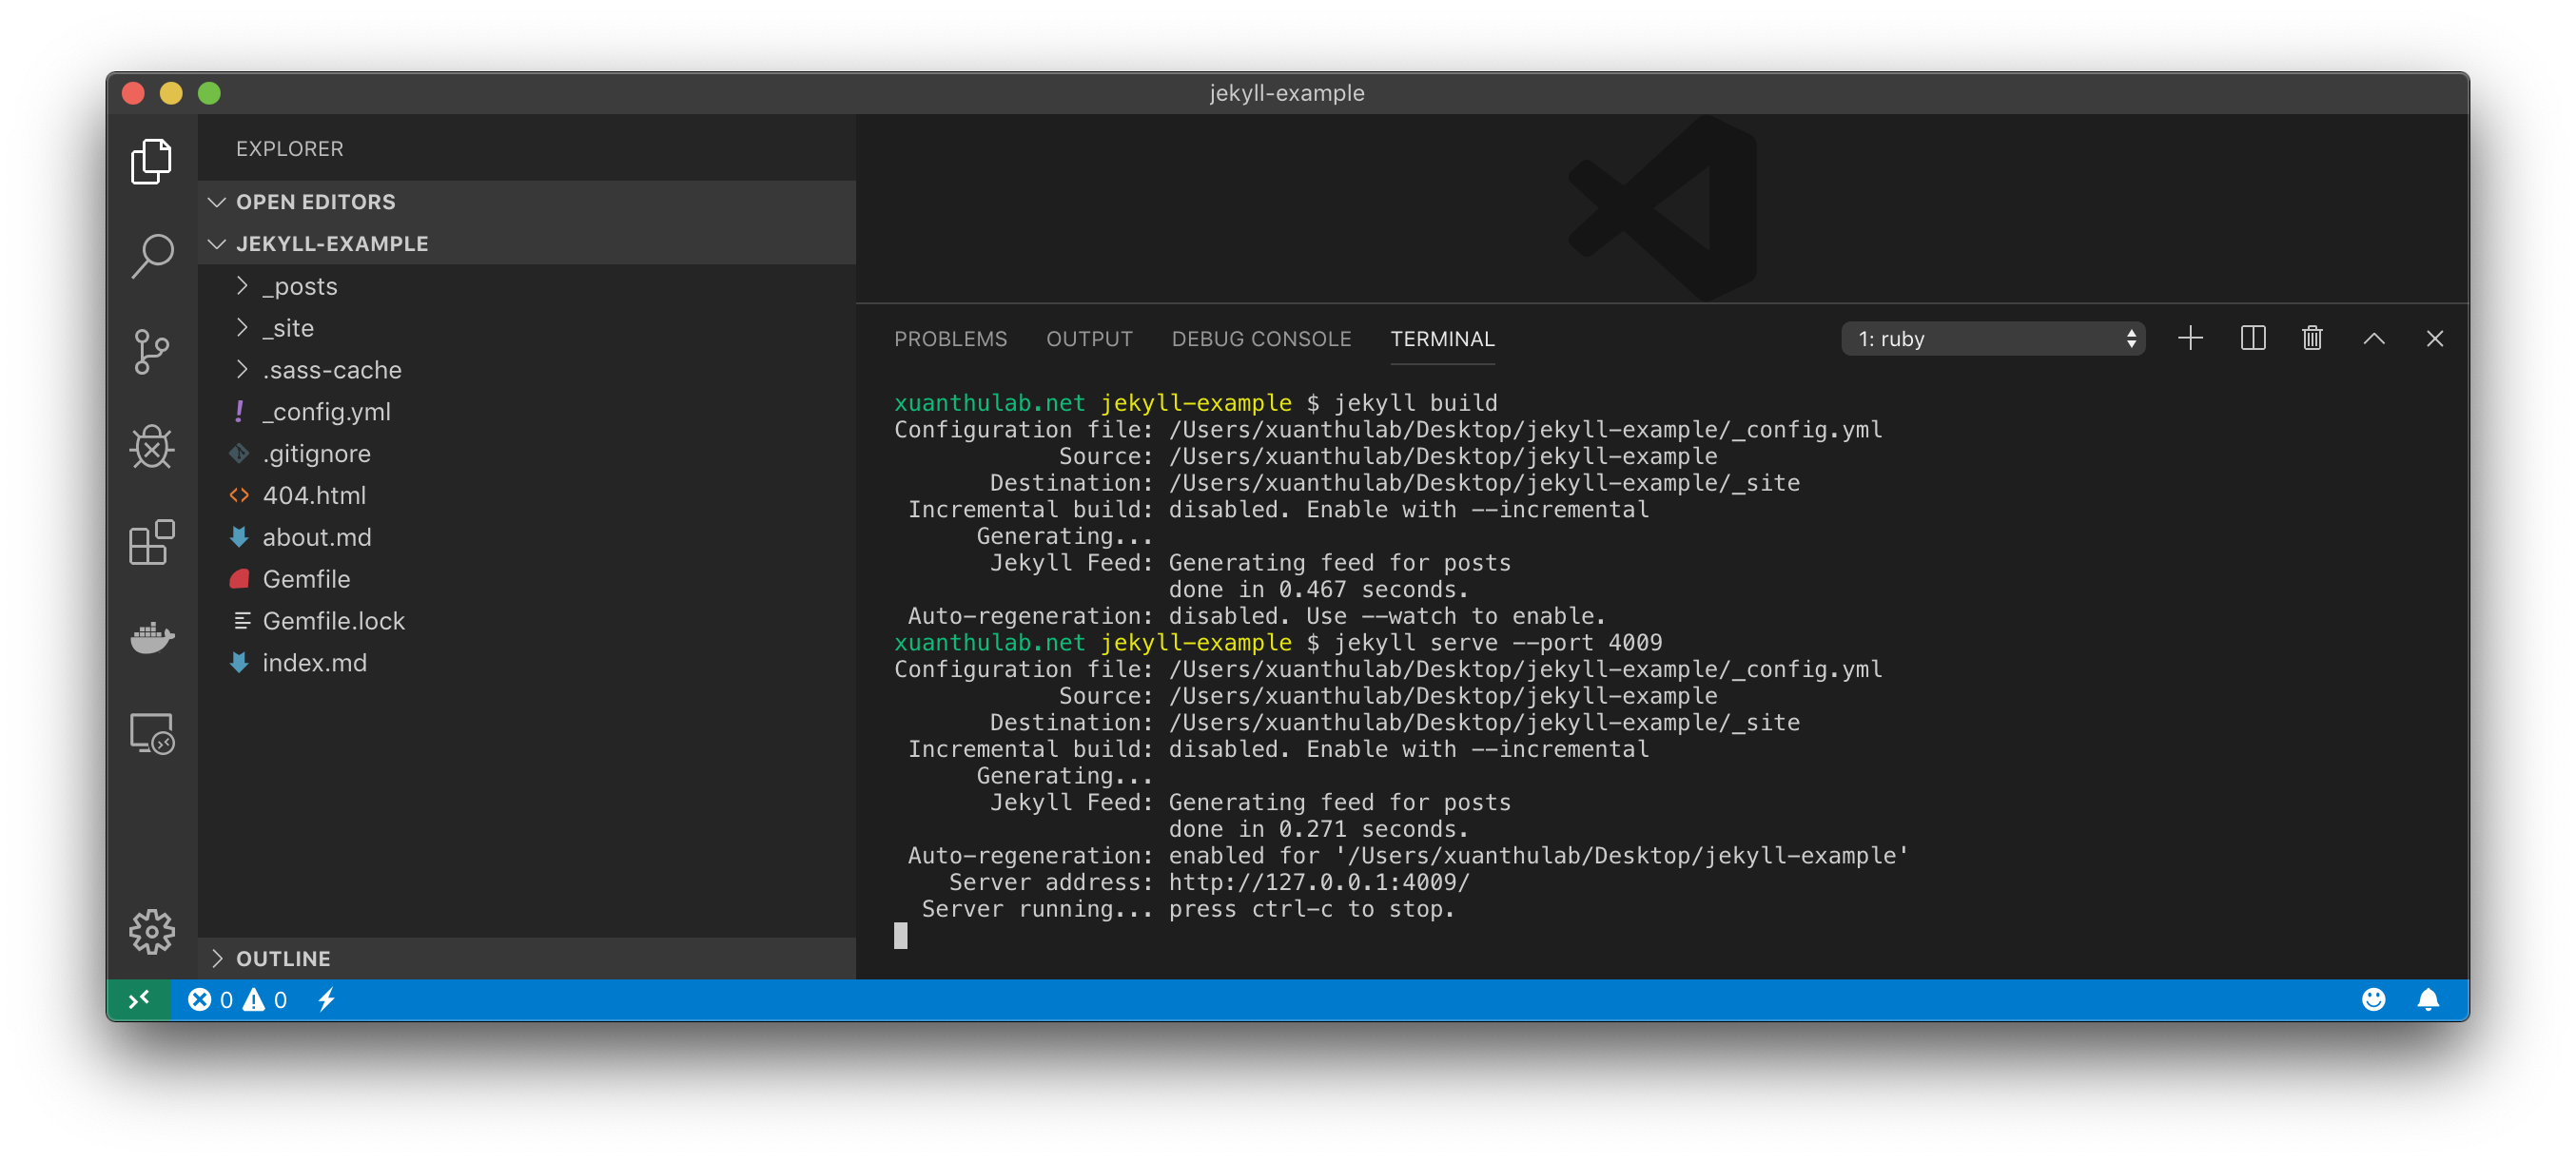 jekyll-example
EXPLORER
OPEN EDITORS
JEKYLL-EXAMPLE
_posts
_site
.sass-cache
_config.yml
.gitignore
404.html
about.md
Gemfile
Gemfile.lock
index.md
OUTLINE
PROBLEMS OUTPUT DEBUG CONSOLE TERMINAL 1: ruby
xuanthulab.net jekyll-example $ jekyll build
Configuration file: /Users/xuanthulab/Desktop/jekyll-example/_config.yml
Source: /Users/xuanthulab/Desktop/jekyll-example
Destination: /Users/xuanthulab/Desktop/jekyll-example/_site
Incremental build: disabled. Enable with --incremental
Generating...
Jekyll Feed: Generating feed for posts
done in 0.467 seconds.
Auto-regeneration: disabled. Use --watch to enable.
xuanthulab.net jekyll-example $ jekyll serve --port 4009
Configuration file: /Users/xuanthulab/Desktop/jekyll-example/_config.yml
Source: /Users/xuanthulab/Desktop/jekyll-example
Destination: /Users/xuanthulab/Desktop/jekyll-example/_site
Incremental build: disabled. Enable with --incremental
Generating...
Jekyll Feed: Generating feed for posts
done in 0.271 seconds.
Auto-regeneration: enabled for '/Users/xuanthulab/Desktop/jekyll-example'
Server address: http://127.0.0.1:4009/
Server running... press ctrl-c to stop.
0 0